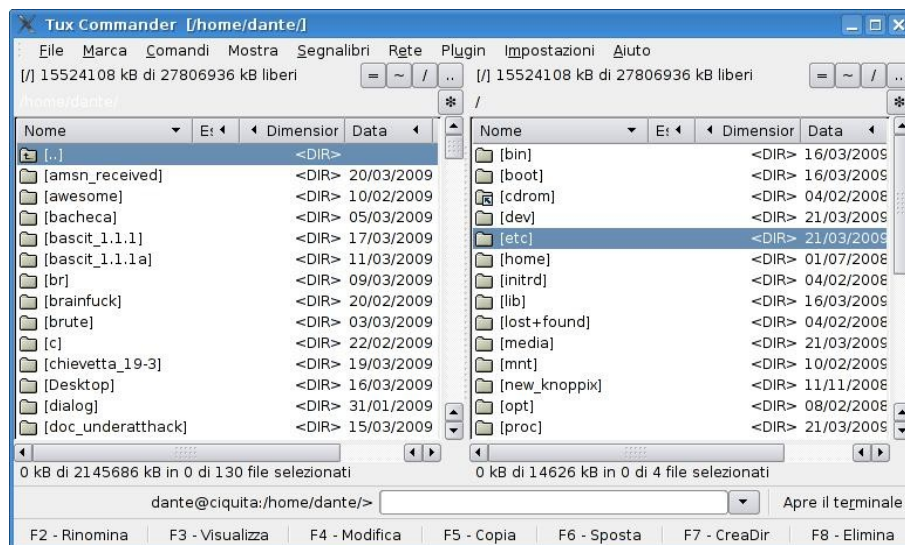 Tux Commander [/home/dante/]
File Marca Comandi Mostra Segnalibri Rete Plugin Impostazioni Aiuto
[/] 15524108 kB di 27806936 kB liberi = ~ / ..
/home/dante/ *
Nome Dimension Data
[..] <DIR>
[amsn_received] <DIR> 20/03/2009
[awesome] <DIR> 10/02/2009
[bacheca] <DIR> 05/03/2009
[bascit_1.1.1] <DIR> 17/03/2009
[bascit_1.1.1a] <DIR> 11/03/2009
[br] <DIR> 09/03/2009
[brainfuck] <DIR> 20/02/2009
[brute] <DIR> 03/03/2009
[c] <DIR> 22/02/2009
[chievetta_19-3] <DIR> 19/03/2009
[Desktop] <DIR> 16/03/2009
[dialog] <DIR> 31/01/2009
[doc_underatthack] <DIR> 15/03/2009
0 kB di 2145686 kB in 0 di 130 file selezionati
[/] 15524108 kB di 27806936 kB liberi = ~ / ..
/ *
Nome Dimension Data
[bin] <DIR> 16/03/2009
[boot] <DIR> 16/03/2009
[cdrom] <DIR> 04/02/2008
[dev] <DIR> 21/03/2009
[etc] <DIR> 21/03/2009
[home] <DIR> 01/07/2008
[initrd] <DIR> 04/02/2008
[lib] <DIR> 16/03/2009
[lost+found] <DIR> 04/02/2008
[media] <DIR> 21/03/2009
[mnt] <DIR> 10/02/2009
[new_knoppix] <DIR> 11/11/2008
[opt] <DIR> 08/02/2008
[proc] <DIR> 21/03/2009
0 kB di 14626 kB in 0 di 4 file selezionati
dante@ciquita:/home/dante/> Apre il terminale
F2 - Rinomina F3 - Visualizza F4 - Modifica F5 - Copia F6 - Sposta F7 - CreaDir F8 - Elimina